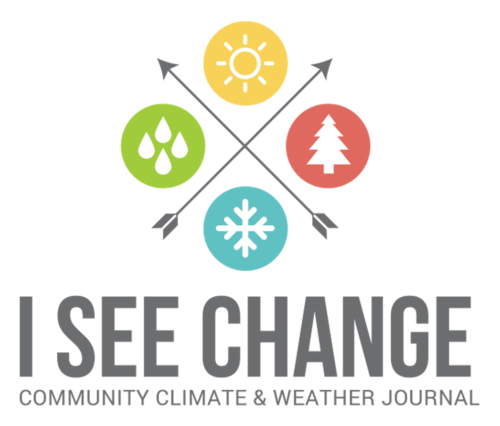 I SEE CHANGE
COMMUNITY CLIMATE & WEATHER JOURNAL